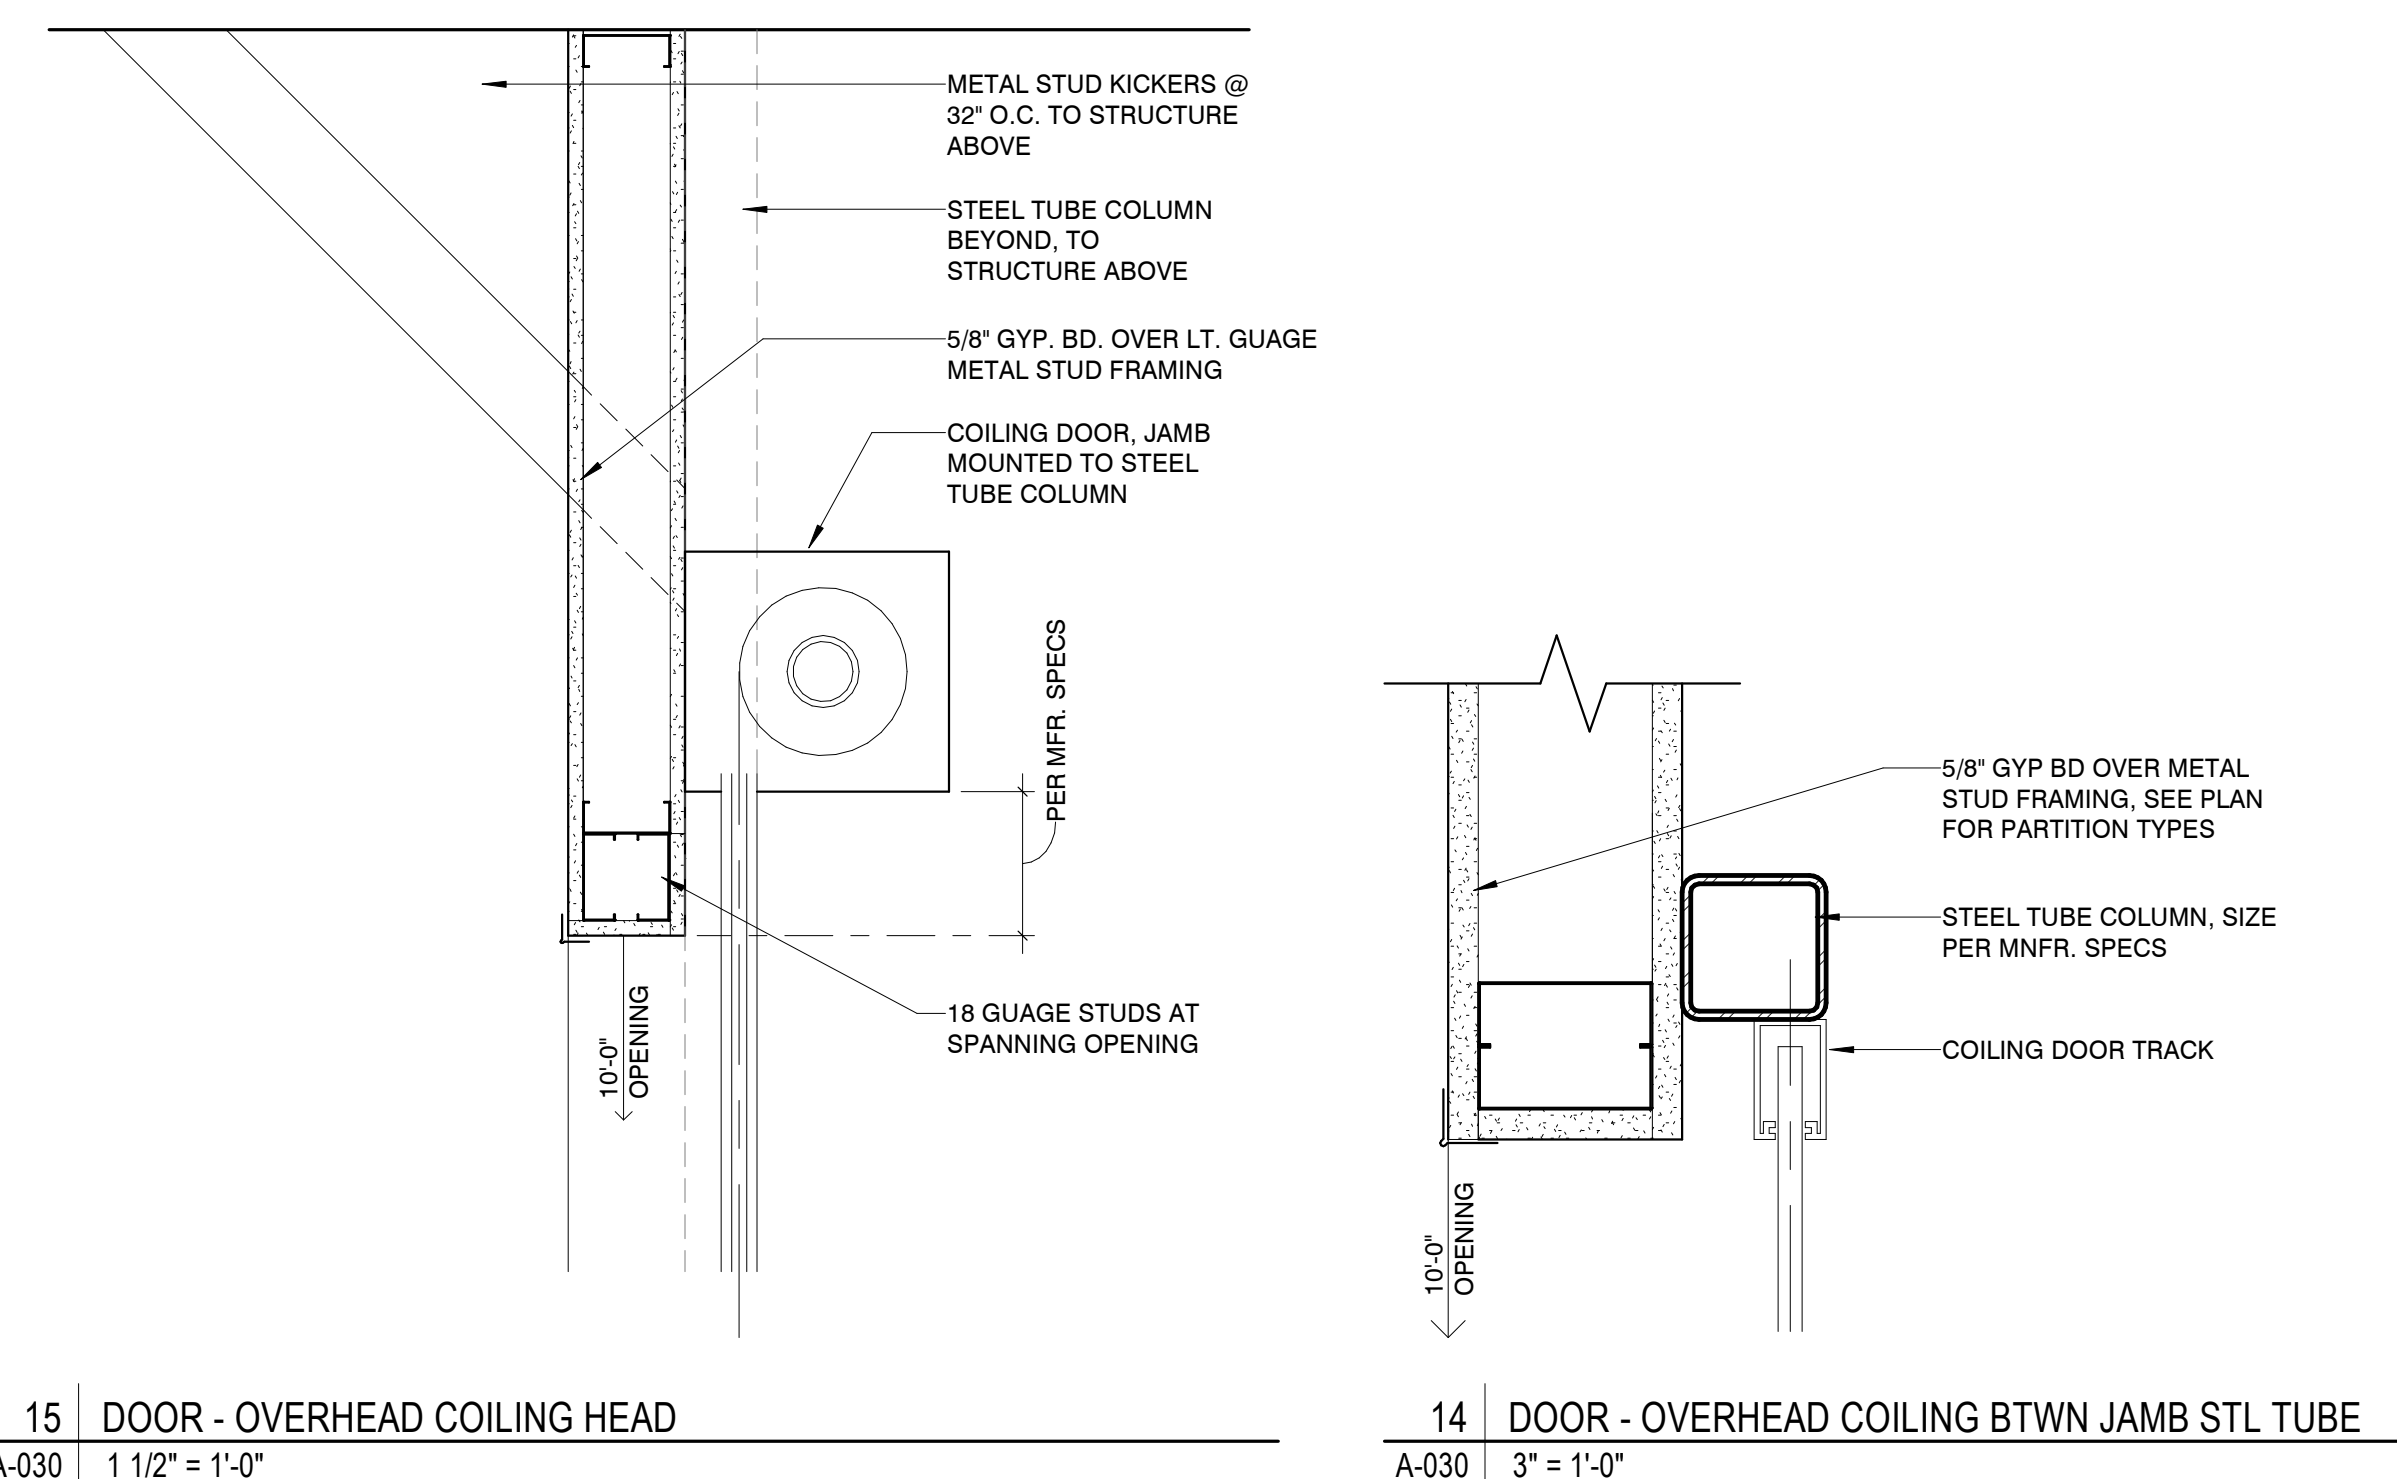 METAL STUD KICKERS @
32" O.C. TO STRUCTURE
ABOVE
STEEL TUBE COLUMN
BEYOND, TO
STRUCTURE ABOVE
5/8" GYP. BD. OVER LT. GUAGE
METAL STUD FRAMING
COILING DOOR, JAMB
MOUNTED TO STEEL
TUBE COLUMN
PER MFR. SPECS
18 GUAGE STUDS AT
SPANNING OPENING
10'-0"
OPENING
15
DOOR - OVERHEAD COILING HEAD
A-030
1 1/2" = 1'-0"
5/8" GYP BD OVER METAL
STUD FRAMING, SEE PLAN
FOR PARTITION TYPES
STEEL TUBE COLUMN, SIZE
PER MNFR. SPECS
COILING DOOR TRACK
10'-0"
OPENING
14
DOOR - OVERHEAD COILING BTWN JAMB STL TUBE
A-030
3" = 1'-0"